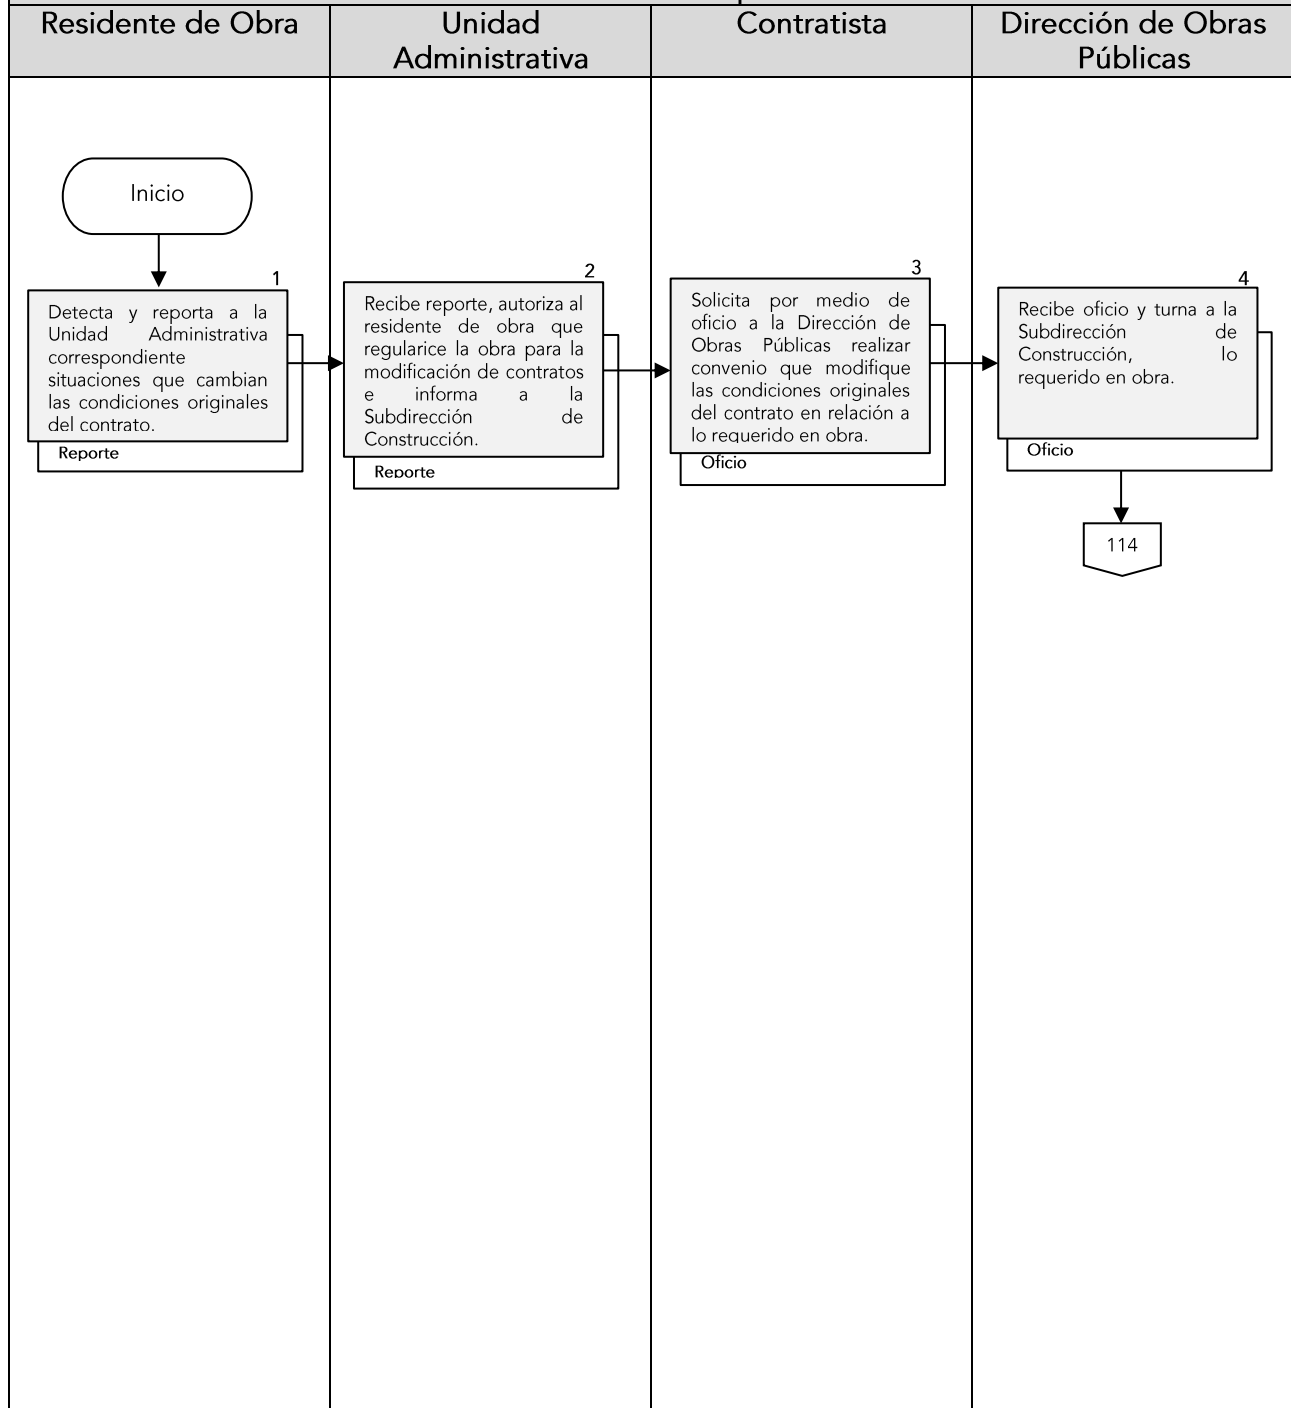 Residente de Obra
Unidad
Administrativa
Contratista
Dirección de Obras
Públicas
Inicio
1
Detecta y reporta a la
Unidad Administrativa
correspondiente
situaciones que cambian
las condiciones originales
del contrato.
Reporte
2
Recibe reporte, autoriza al
residente de obra que
regularice la obra para la
modificación de contratos
e informa a la
Subdirección de
Construcción.
Reporte
3
Solicita por medio de
oficio a la Dirección de
Obras Públicas realizar
convenio que modifique
las condiciones originales
del contrato en relación a
lo requerido en obra.
Oficio
4
Recibe oficio y turna a la
Subdirección de
Construcción, lo
requerido en obra.
Oficio
114